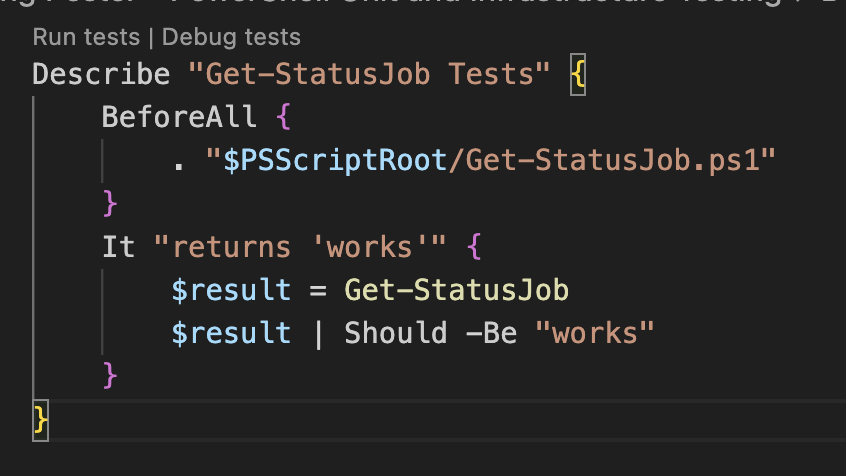 Testing
Run tests | Debug tests
Describe "Get-StatusJob Tests" {
BeforeAll {
. "$PSScriptRoot/Get-StatusJob.ps1"
}
It "returns 'works'" {
$result = Get-StatusJob
$result | Should -Be "works"
}
}